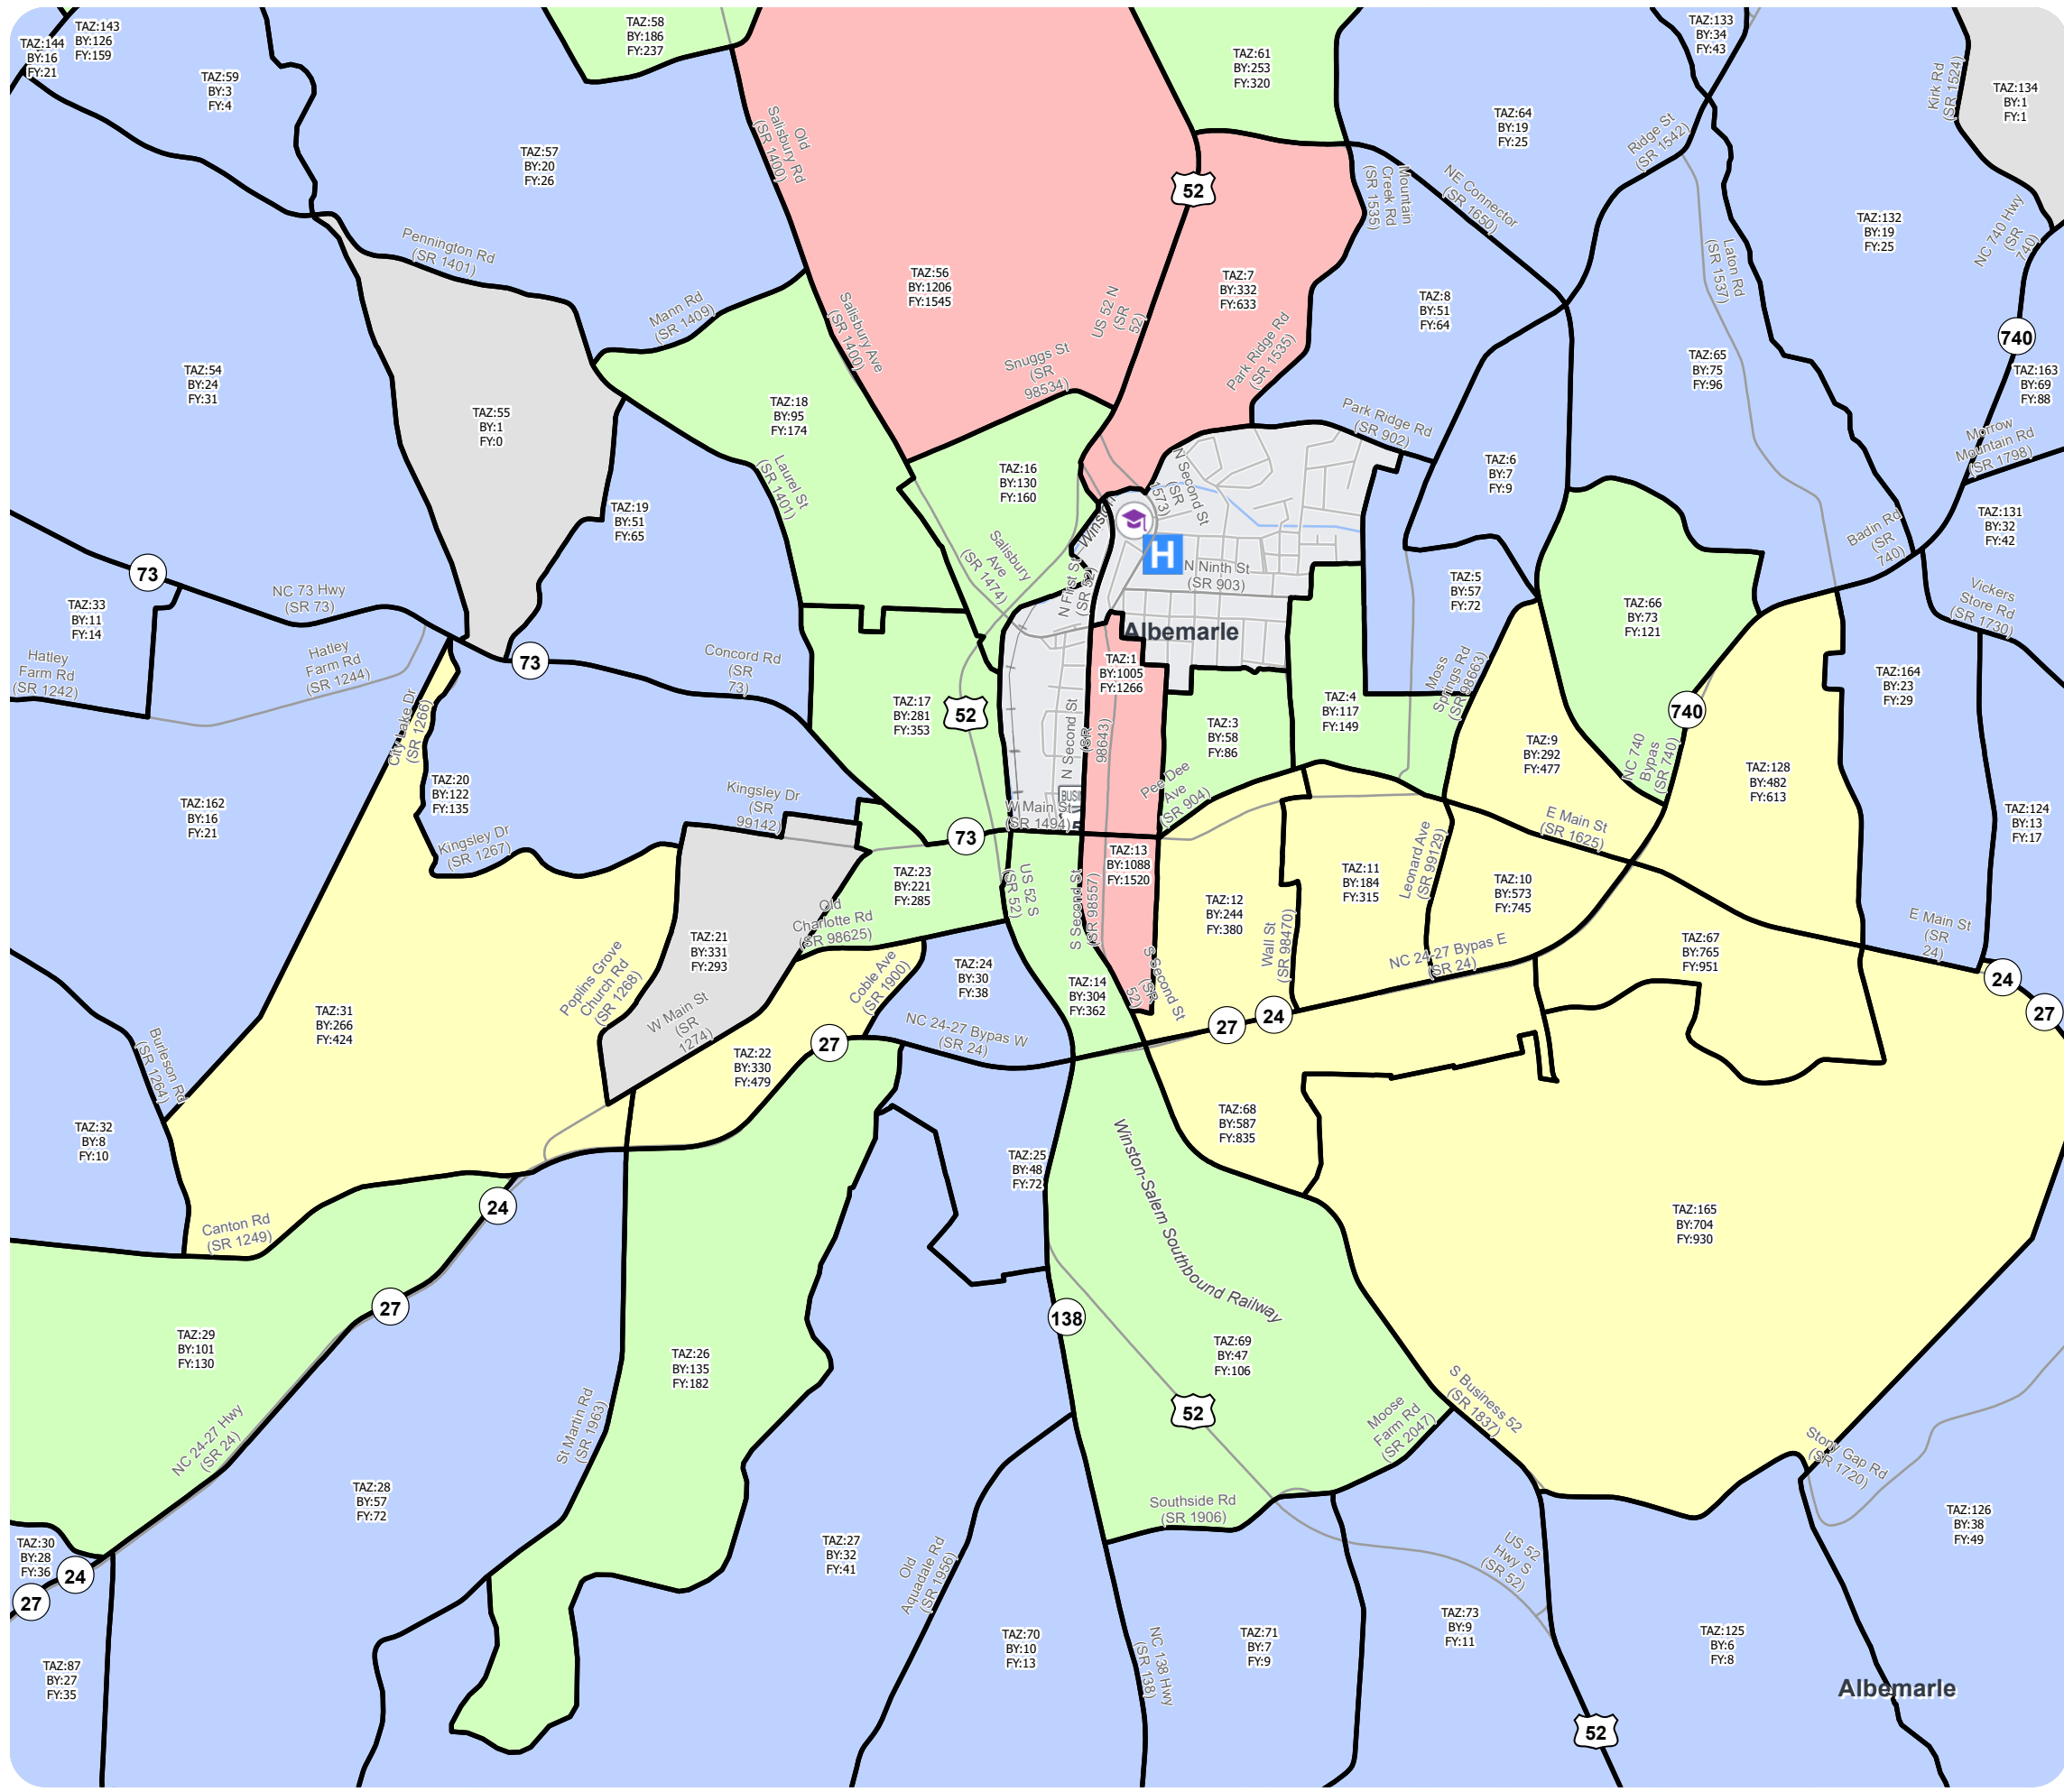 TAZ:143
BY:126
FY:159
TAZ:144
BY:16
FY:21
TAZ:59
BY:3
FY:4
TAZ:58
BY:186
FY:237
TAZ:61
BY:253
FY:320
TAZ:133
BY:34
FY:43
TAZ:134
BY:1
FY:1
Kirk Rd
(SR 1524)
TAZ:57
BY:20
FY:26
Old
Salisbury Rd
(SR 1400)
52
TAZ:64
BY:19
FY:25
Ridge St
(SR 1542)
Mountain
Creek Rd
(SR 1535)
NE Connector
(SR 1650)
TAZ:132
BY:19
FY:25
NC 740 Hwy
(SR
740)
Pennington Rd
(SR 1401)
TAZ:56
BY:1206
FY:1545
TAZ:7
BY:332
FY:633
TAZ:8
BY:51
FY:64
Laton Rd
(SR 1537)
Mann Rd
(SR 1409)
Salisbury Ave
(SR 1400)
US 52 N
(SR
52)
Park Ridge Rd
(SR 1535)
740
TAZ:65
BY:75
FY:96
TAZ:163
BY:69
FY:88
TAZ:54
BY:24
FY:31
Snuggs St
(SR
98534)
TAZ:55
BY:1
FY:0
TAZ:18
BY:95
FY:174
Park Ridge Rd
(SR 902)
Morrow
Mountain Rd
(SR 1798)
Laurel St
(SR 1401)
TAZ:16
BY:130
FY:160
N Second St
(SR
1573)
TAZ:6
BY:7
FY:9
TAZ:19
BY:51
FY:65
Winston
Badin Rd
(SR
740)
TAZ:131
BY:32
FY:42
Salisbury
Ave
(SR 1474)
H
N Ninth St
(SR 903)
73
NC 73 Hwy
(SR 73)
N First St
(SR 52)
TAZ:5
BY:57
FY:72
Vickers
Store Rd
(SR 1730)
TAZ:33
BY:11
FY:14
TAZ:66
BY:73
FY:121
Albemarle
Hatley
Farm Rd
(SR 1242)
Hatley
Farm Rd
(SR 1244)
73
Concord Rd
(SR
73)
TAZ:1
BY:1005
FY:1266
Moss
Springs Rd
(SR 98663)
TAZ:164
BY:23
FY:29
City Lake Dr
(SR 1266)
TAZ:17
BY:281
FY:353
52
N Second St
(SR
98643)
TAZ:3
BY:58
FY:86
TAZ:4
BY:117
FY:149
740
TAZ:9
BY:292
FY:477
NC 740
Bypas
(SR 740)
TAZ:128
BY:482
FY:613
TAZ:20
BY:122
FY:135
Kingsley Dr
(SR
99142)
BUSI
Pee Dee
Ave
(SR 904)
TAZ:162
BY:16
FY:21
Kingsley Dr
(SR 1267)
W Main St
(SR 1494)
73
E Main St
(SR 1625)
TAZ:124
BY:13
FY:17
TAZ:23
BY:221
FY:285
US 52 S
(SR 52)
TAZ:13
BY:1088
FY:1520
TAZ:11
BY:184
FY:315
Leonard Ave
(SR 99129)
TAZ:10
BY:573
FY:745
Old
Charlotte Rd
(SR 98625)
S Second St
(SR 98557)
TAZ:12
BY:244
FY:380
Wall St
(SR 98470)
TAZ:21
BY:331
FY:293
NC 24-27 Bypas E
(SR 24)
TAZ:67
BY:765
FY:951
E Main St
(SR
24)
Poplins Grove
Church Rd
(SR 1268)
Coble Ave
(SR 1900)
TAZ:24
BY:30
FY:38
TAZ:14
BY:304
FY:362
S Second St
(SR
52)
24
27
TAZ:31
BY:266
FY:424
W Main St
(SR
1274)
27
24
NC 24-27 Bypas W
(SR 24)
27
TAZ:22
BY:330
FY:479
Burleson Rd
(SR 1264)
TAZ:32
BY:8
FY:10
TAZ:68
BY:587
FY:835
TAZ:25
BY:48
FY:72
Winston-Salem Southbound Railway
24
Canton Rd
(SR 1249)
TAZ:165
BY:704
FY:930
27
138
TAZ:29
BY:101
FY:130
TAZ:26
BY:135
FY:182
TAZ:69
BY:47
FY:106
NC 24-27 Hwy
(SR 24)
St Martin Rd
(SR 1963)
52
Moose
Farm Rd
(SR 2047)
S Business 52
(SR 1837)
Stony Gap Rd
(SR 1720)
TAZ:28
BY:57
FY:72
Southside Rd
(SR 1906)
TAZ:126
BY:38
FY:49
TAZ:30
BY:28
FY:36
24
27
TAZ:27
BY:32
FY:41
Old
Aquadale Rd
(SR 1956)
US 52
Hwy S
(SR 52)
TAZ:87
BY:27
FY:35
TAZ:70
BY:10
FY:13
NC 138 Hwy
(SR 138)
TAZ:71
BY:7
FY:9
TAZ:73
BY:9
FY:11
TAZ:125
BY:6
FY:8
Albemarle
52